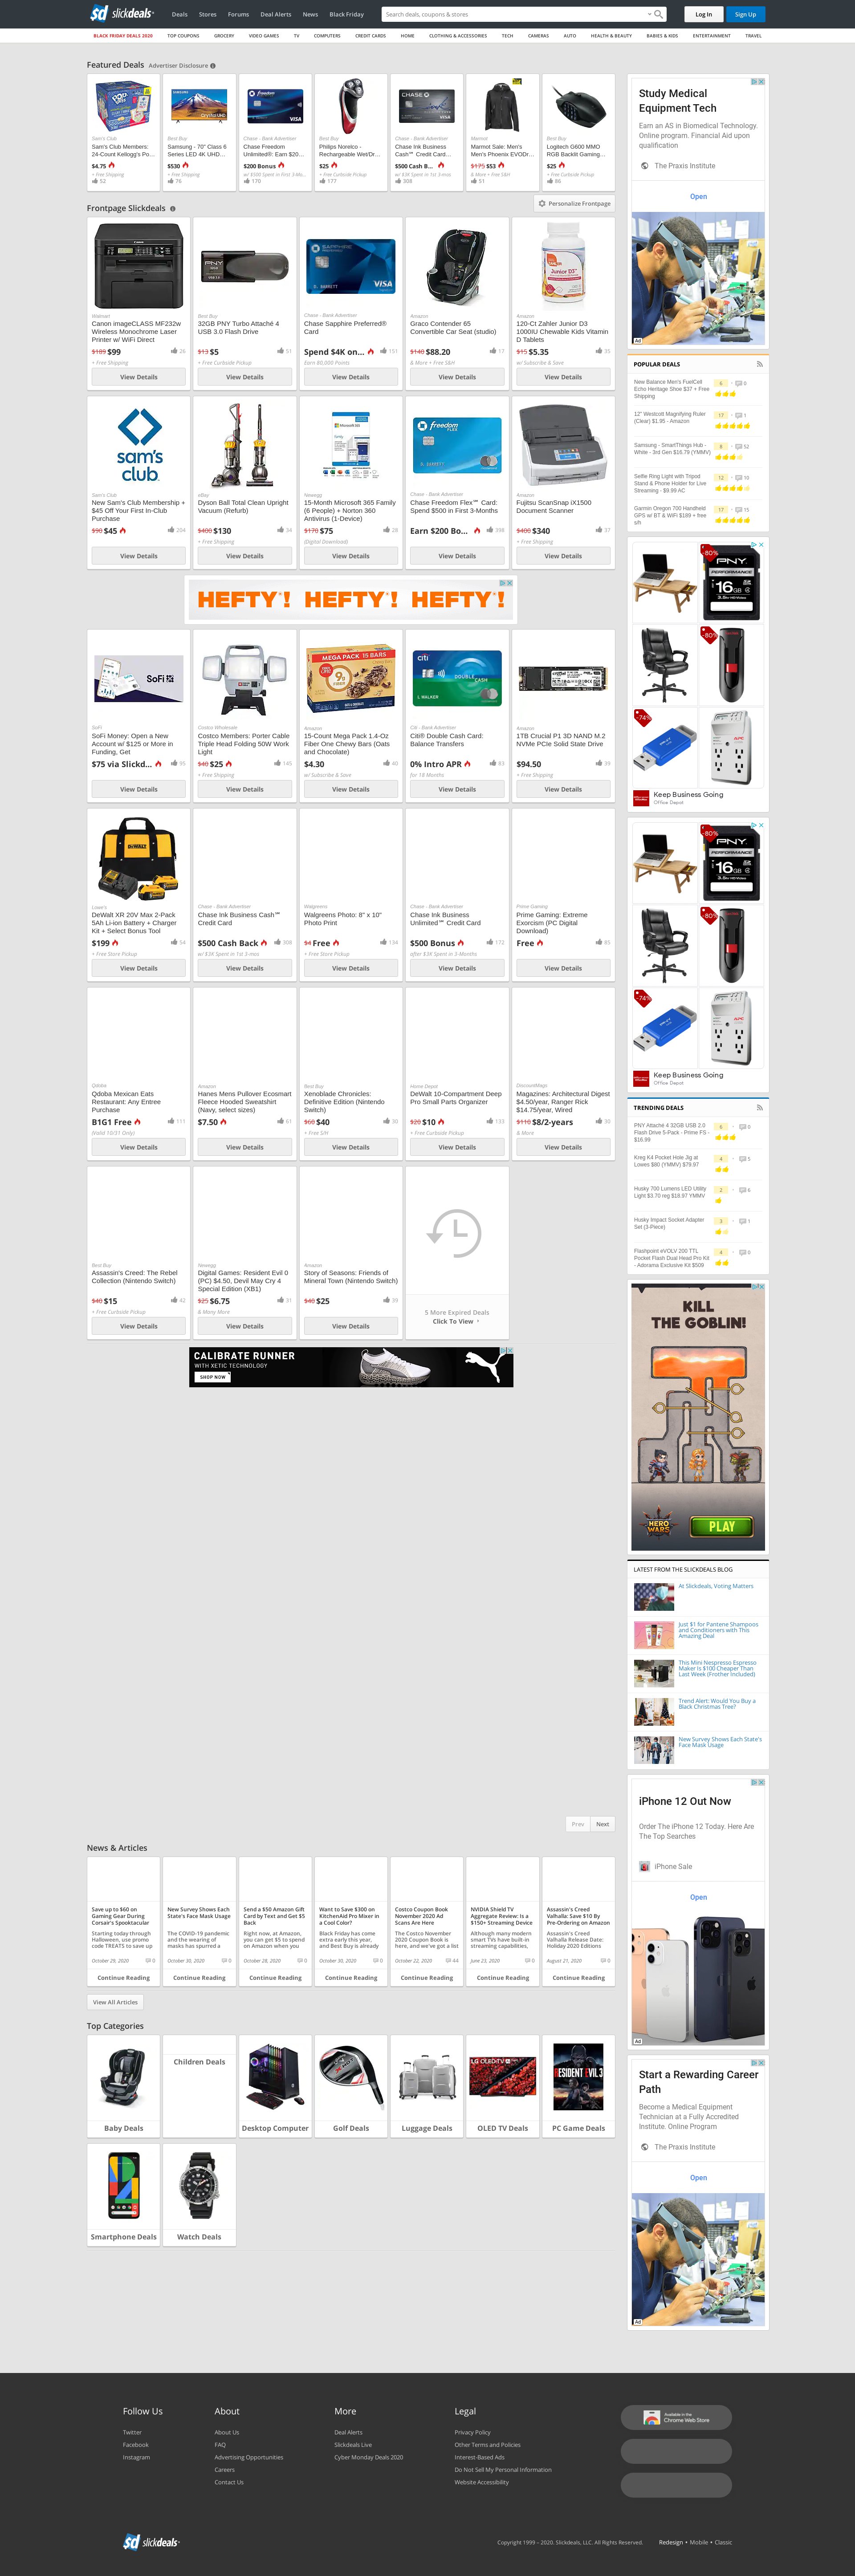 slickdeals
Deals Stores Forums Deal Alerts News Black Friday
Search deals, coupons & stores
Log In
Sign Up
BLACK FRIDAY DEALS 2020 TOP COUPONS GROCERY VIDEO GAMES TV COMPUTERS CREDIT CARDS HOME CLOTHING & ACCESSORIES TECH CAMERAS AUTO HEALTH & BEAUTY BABIES & KIDS ENTERTAINMENT TRAVEL
Featured Deals Advertiser Disclosure
Sam's Club
Sam's Club Members: 24-Count Kellogg's Po...
$4.75
+ Free Shipping
52
Best Buy
Samsung - 70" Class 6 Series LED 4K UHD...
$530
+ Free Shipping
76
Chase - Bank Advertiser
Chase Freedom Unlimited®: Earn $20...
$200 Bonus
w/ $500 Spent in First 3-Mo...
176
Best Buy
Philips Norelco - Rechargeable Wet/Dr...
$25
+ Free Curbside Pickup
177
Chase - Bank Advertiser
Chase Ink Business Cash℠ Credit Card...
$500 Cash B...
w/ $3K Spent in 1st 3-mos
308
Marmot
Marmot Sale: Men's Men's Phoenix EVODr...
$175 $53
& More + Free S&H
51
Best Buy
Logitech G600 MMO RGB Backlit Gaming...
$25
+ Free Curbside Pickup
86
Frontpage Slickdeals
Personalize Frontpage
Walmart
Canon imageCLASS MF232w Wireless Monochrome Laser Printer w/ WiFi Direct
$189 $99
26
+ Free Shipping
View Details
Best Buy
32GB PNY Turbo Attaché 4 USB 3.0 Flash Drive
$13 $5
51
+ Free Curbside Pickup
View Details
Chase - Bank Advertiser
Chase Sapphire Preferred® Card
Spend $4K on...
151
Earn 80,000 Points
View Details
Amazon
Graco Contender 65 Convertible Car Seat (studio)
$140 $88.20
17
& More + Free S&H
View Details
Amazon
120-Ct Zahler Junior D3 1000IU Chewable Kids Vitamin D Tablets
$15 $5.35
35
w/ Subscribe & Save
View Details
sam's club
Sam's Club
New Sam's Club Membership + $45 Off Your First In-Club Purchase
$90 $45
204
View Details
eBay
Dyson Ball Total Clean Upright Vacuum (Refurb)
$400 $130
34
+ Free Shipping
View Details
Newegg
15-Month Microsoft 365 Family (6 People) + Norton 360 Antivirus (1-Device)
$170 $75
28
(Digital Download)
View Details
Chase - Bank Advertiser
Chase Freedom Flex℠ Card: Spend $500 in First 3-Months
Earn $200 Bo...
398
View Details
Amazon
Fujitsu ScanSnap iX1500 Document Scanner
$400 $340
37
+ Free Shipping
View Details
HEFTY! HEFTY! HEFTY!
SoFi
SoFi
SoFi Money: Open a New Account w/ $125 or More in Funding, Get
$75 via Slickd...
95
View Details
Costco Wholesale
Costco Members: Porter Cable Triple Head Folding 50W Work Light
$40 $25
145
+ Free Shipping
View Details
MEGA PACK 15 BARS
Amazon
15-Count Mega Pack 1.4-Oz Fiber One Chewy Bars (Oats and Chocolate)
$4.30
40
w/ Subscribe & Save
View Details
citi
DOUBLE CASH
L WALKER
Citi - Bank Advertiser
Citi® Double Cash Card: Balance Transfers
0% Intro APR
83
for 18 Months
View Details
Amazon
1TB Crucial P1 3D NAND M.2 NVMe PCIe Solid State Drive
$94.50
39
+ Free Shipping
View Details
DEWALT
Lowe's
DeWalt XR 20V Max 2-Pack 5Ah Li-ion Battery + Charger Kit + Select Bonus Tool
$199
54
+ Free Store Pickup
View Details
Chase - Bank Advertiser
Chase Ink Business Cash℠ Credit Card
$500 Cash Back
308
w/ $3K Spent in 1st 3-mos
View Details
Walgreens
Walgreens Photo: 8" x 10" Photo Print
$4 Free
134
+ Free Store Pickup
View Details
Chase - Bank Advertiser
Chase Ink Business Unlimited℠ Credit Card
$500 Bonus
172
after $3K Spent in 3-Months
View Details
Prime Gaming
Prime Gaming: Extreme Exorcism (PC Digital Download)
Free
85
View Details
Qdoba
Qdoba Mexican Eats Restaurant: Any Entree Purchase
B1G1 Free
111
(Valid 10/31 Only)
View Details
Amazon
Hanes Mens Pullover Ecosmart Fleece Hooded Sweatshirt (Navy, select sizes)
$7.50
61
View Details
Best Buy
Xenoblade Chronicles: Definitive Edition (Nintendo Switch)
$60 $40
30
+ Free S/H
View Details
Home Depot
DeWalt 10-Compartment Deep Pro Small Parts Organizer
$20 $10
133
+ Free Curbside Pickup
View Details
DiscountMags
Magazines: Architectural Digest $4.50/year, Ranger Rick $14.75/year, Wired
$110 $8/2-years
30
& More
View Details
Best Buy
Assassin's Creed: The Rebel Collection (Nintendo Switch)
$40 $15
42
+ Free Curbside Pickup
View Details
Newegg
Digital Games: Resident Evil 0 (PC) $4.50, Devil May Cry 4 Special Edition (XB1)
$25 $6.75
31
& Many More
View Details
Amazon
Story of Seasons: Friends of Mineral Town (Nintendo Switch)
$40 $25
39
View Details
5 More Expired Deals
Click To View ›
CALIBRATE RUNNER
WITH XETIC TECHNOLOGY
SHOP NOW
Prev Next
News & Articles
Save up to $60 on Gaming Gear During Corsair's Spooktacular
Starting today through Halloween, use promo code TREATS to save up
October 29, 2020
0
Continue Reading
New Survey Shows Each State's Face Mask Usage
The COVID-19 pandemic and the wearing of masks has spurred a
October 30, 2020
0
Continue Reading
Send a $50 Amazon Gift Card by Text and Get $5 Back
Right now, at Amazon, you can get $5 to spend on Amazon when you
October 28, 2020
0
Continue Reading
Want to Save $300 on KitchenAid Pro Mixer in a Cool Color?
Black Friday has come extra early this year, and Best Buy is already
October 30, 2020
0
Continue Reading
Costco Coupon Book November 2020 Ad Scans Are Here
The Costco November 2020 Coupon Book is here, and we've got a list
October 22, 2020
44
Continue Reading
NVIDIA Shield TV Aggregate Review: Is a $150+ Streaming Device
Although many modern smart TVs have built-in streaming capabilities,
June 23, 2020
0
Continue Reading
Assassin's Creed Valhalla: Save $10 By Pre-Ordering on Amazon
Assassin's Creed Valhalla Release Date: Holiday 2020 Editions
August 21, 2020
0
Continue Reading
View All Articles
Top Categories
Baby Deals
Children Deals
Desktop Computer
Golf Deals
Luggage Deals
LG OLED TV
OLED TV Deals
RESIDENT EVIL 3
PC Game Deals
Smartphone Deals
Watch Deals
Study Medical Equipment Tech
Earn an AS in Biomedical Technology. Online program. Financial Aid upon qualification
The Praxis Institute
Open
Ad
POPULAR DEALS
New Balance Men's FuelCell Echo Heritage Shoe $37 + Free Shipping
6
0
12" Westcott Magnifying Ruler (Clear) $1.95 - Amazon
17
1
Samsung - SmartThings Hub - White - 3rd Gen $16.79 (YMMV)
8
52
Selfie Ring Light with Tripod Stand & Phone Holder for Live Streaming - $9.99 AC
12
10
Garmin Oregon 700 Handheld GPS w/ BT & WiFi $189 + free s/h
17
15
-80%
PNY
PERFORMANCE
16GB
-80%
-74%
APC
Keep Business Going
Office Depot
-80%
PNY
PERFORMANCE
16GB
-80%
-74%
APC
Keep Business Going
Office Depot
TRENDING DEALS
PNY Attaché 4 32GB USB 2.0 Flash Drive 5-Pack - Prime FS - $16.99
6
0
Kreg K4 Pocket Hole Jig at Lowes $80 (YMMV) $79.97
4
5
Husky 700 Lumens LED Utility Light $3.70 reg $18.97 YMMV
2
6
Husky Impact Socket Adapter Set (3-Piece)
3
1
Flashpoint eVOLV 200 TTL Pocket Flash Dual Head Pro Kit - Adorama Exclusive Kit $509
4
0
KILL THE GOBLIN!
HERO WARS
PLAY
LATEST FROM THE SLICKDEALS BLOG
At Slickdeals, Voting Matters
Just $1 for Pantene Shampoos and Conditioners with This Amazing Deal
This Mini Nespresso Espresso Maker Is $100 Cheaper Than Last Week (Frother Included)
Trend Alert: Would You Buy a Black Christmas Tree?
New Survey Shows Each State's Face Mask Usage
iPhone 12 Out Now
Order The iPhone 12 Today. Here Are The Top Searches
iPhone Sale
Open
Ad
Start a Rewarding Career Path
Become a Medical Equipment Technician at a Fully Accredited Institute. Online Program
The Praxis Institute
Open
Ad
Follow Us
Twitter
Facebook
Instagram
About
About Us
FAQ
Advertising Opportunities
Careers
Contact Us
More
Deal Alerts
Slickdeals Live
Cyber Monday Deals 2020
Legal
Privacy Policy
Other Terms and Policies
Interest-Based Ads
Do Not Sell My Personal Information
Website Accessibility
Available in the
Chrome Web Store
slickdeals
Copyright 1999 - 2020. Slickdeals, LLC. All Rights Reserved.
Redesign • Mobile • Classic